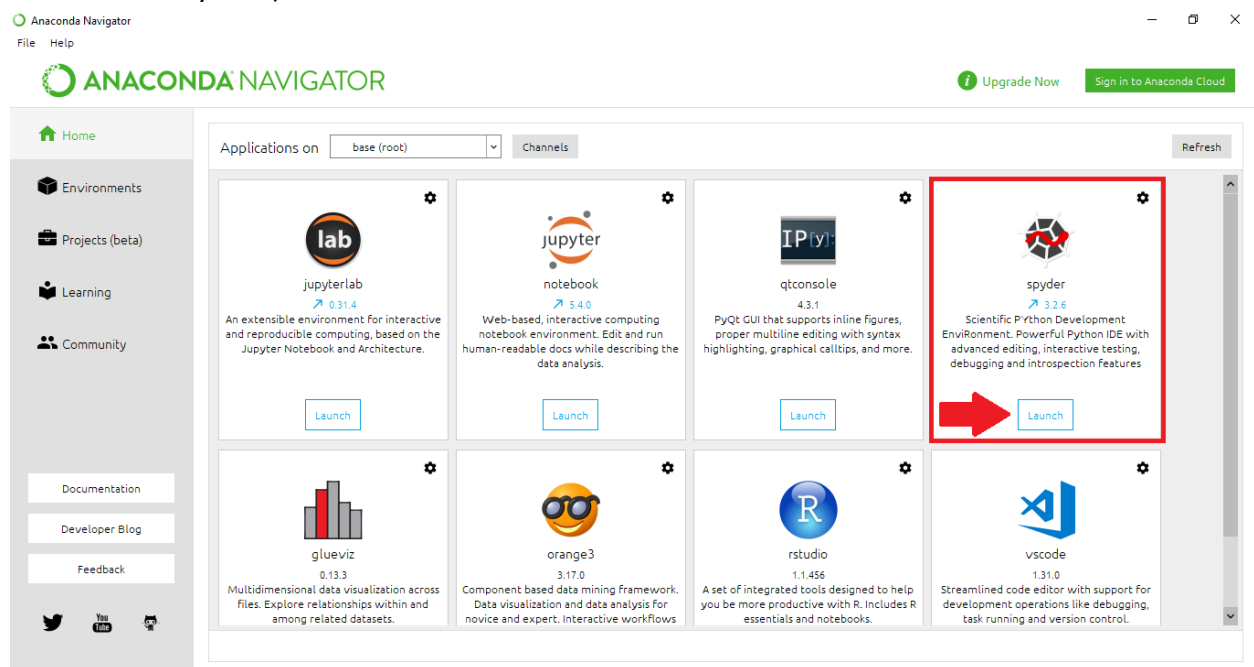 Anaconda Navigator
File Help
ANACONDA NAVIGATOR
Upgrade Now
Sign in to Anaconda Cloud
Home
Environments
Projects (beta)
Learning
Community
Documentation
Developer Blog
Feedback
You
Tube
Applications on base (root) Channels Refresh
lab
jupyterlab
0.31.4
An extensible environment for interactive
and reproducible computing, based on the
Jupyter Notebook and Architecture.
Launch
jupyter
notebook
5.4.0
Web-based, interactive computing
notebook environment. Edit and run
human-readable docs while describing the
data analysis.
Launch
IP[y]:
qtconsole
4.3.1
PyQt GUI that supports inline figures,
proper multiline editing with syntax
highlighting, graphical calltips, and more.
Launch
spyder
3.2.6
Scientific PYthon Development
EnviRonment. Powerful Python IDE with
advanced editing, interactive testing,
debugging and introspection features
Launch
glueviz
0.13.3
Multidimensional data visualization across
files. Explore relationships within and
among related datasets.
orange3
3.17.0
Component based data mining framework.
Data visualization and data analysis for
novice and expert. Interactive workflows
R
rstudio
1.1.456
A set of integrated tools designed to help
you be more productive with R. Includes R
essentials and notebooks.
vscode
1.31.0
Streamlined code editor with support for
development operations like debugging,
task running and version control.